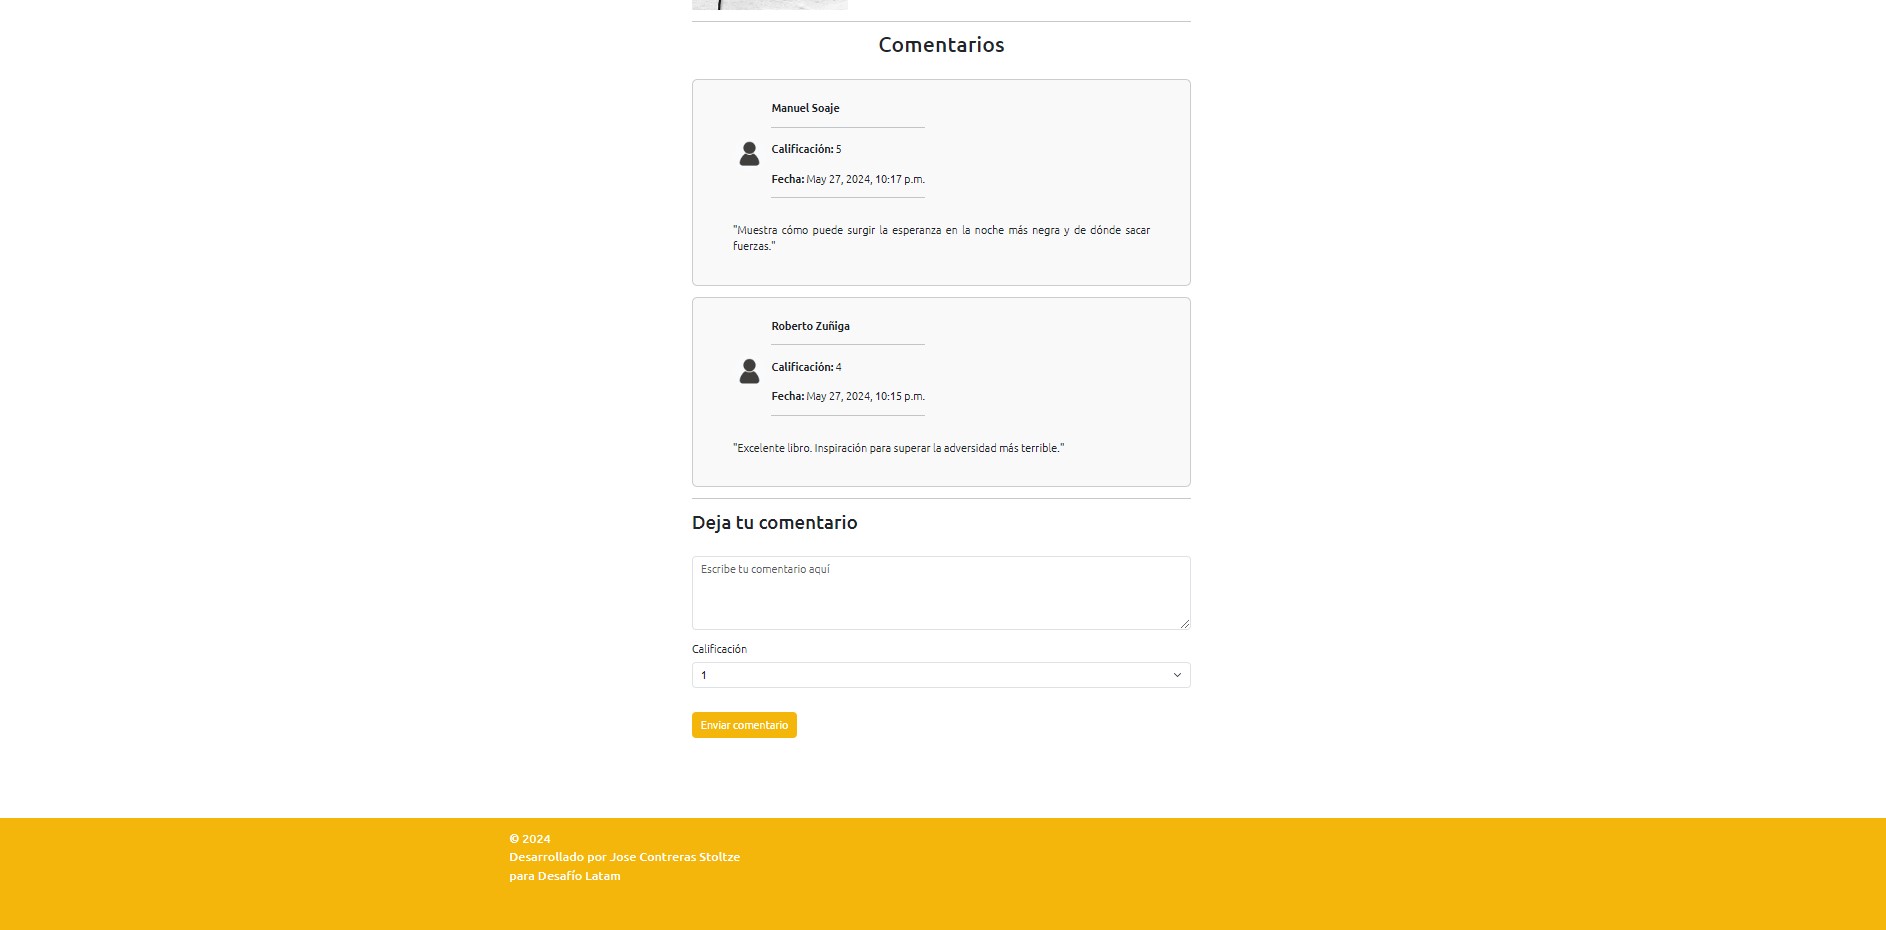 Comentarios
Manuel Soaje
Calificación: 5
Fecha: May 27, 2024, 10:17 p.m.
"Muestra cómo puede surgir la esperanza en la noche más negra y de dónde sacar
fuerzas."
Roberto Zuñiga
Calificación: 4
Fecha: May 27, 2024, 10:15 p.m.
"Excelente libro. Inspiración para superar la adversidad más terrible."
Deja tu comentario
Escribe tu comentario aquí
Calificación
1
Enviar comentario
© 2024
Desarrollado por Jose Contreras Stoltze
para Desafío Latam